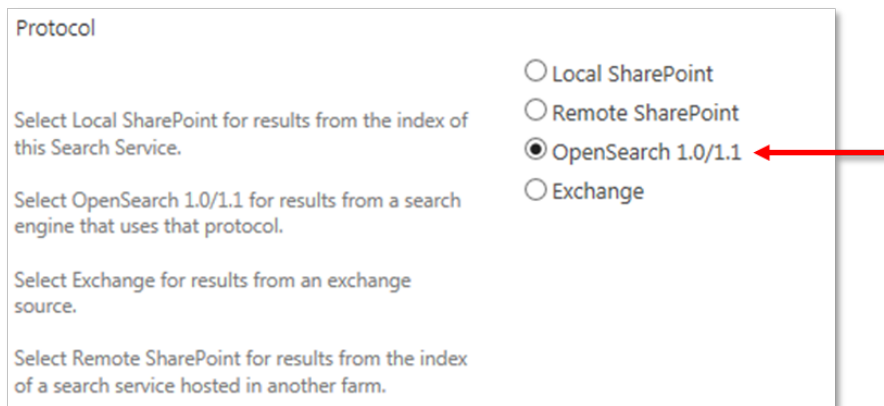 Protocol
Local SharePoint
Remote SharePoint
OpenSearch 1.0/1.1
Exchange
Select Local SharePoint for results from the index of
this Search Service.
Select OpenSearch 1.0/1.1 for results from a search
engine that uses that protocol.
Select Exchange for results from an exchange
source.
Select Remote SharePoint for results from the index
of a search service hosted in another farm.